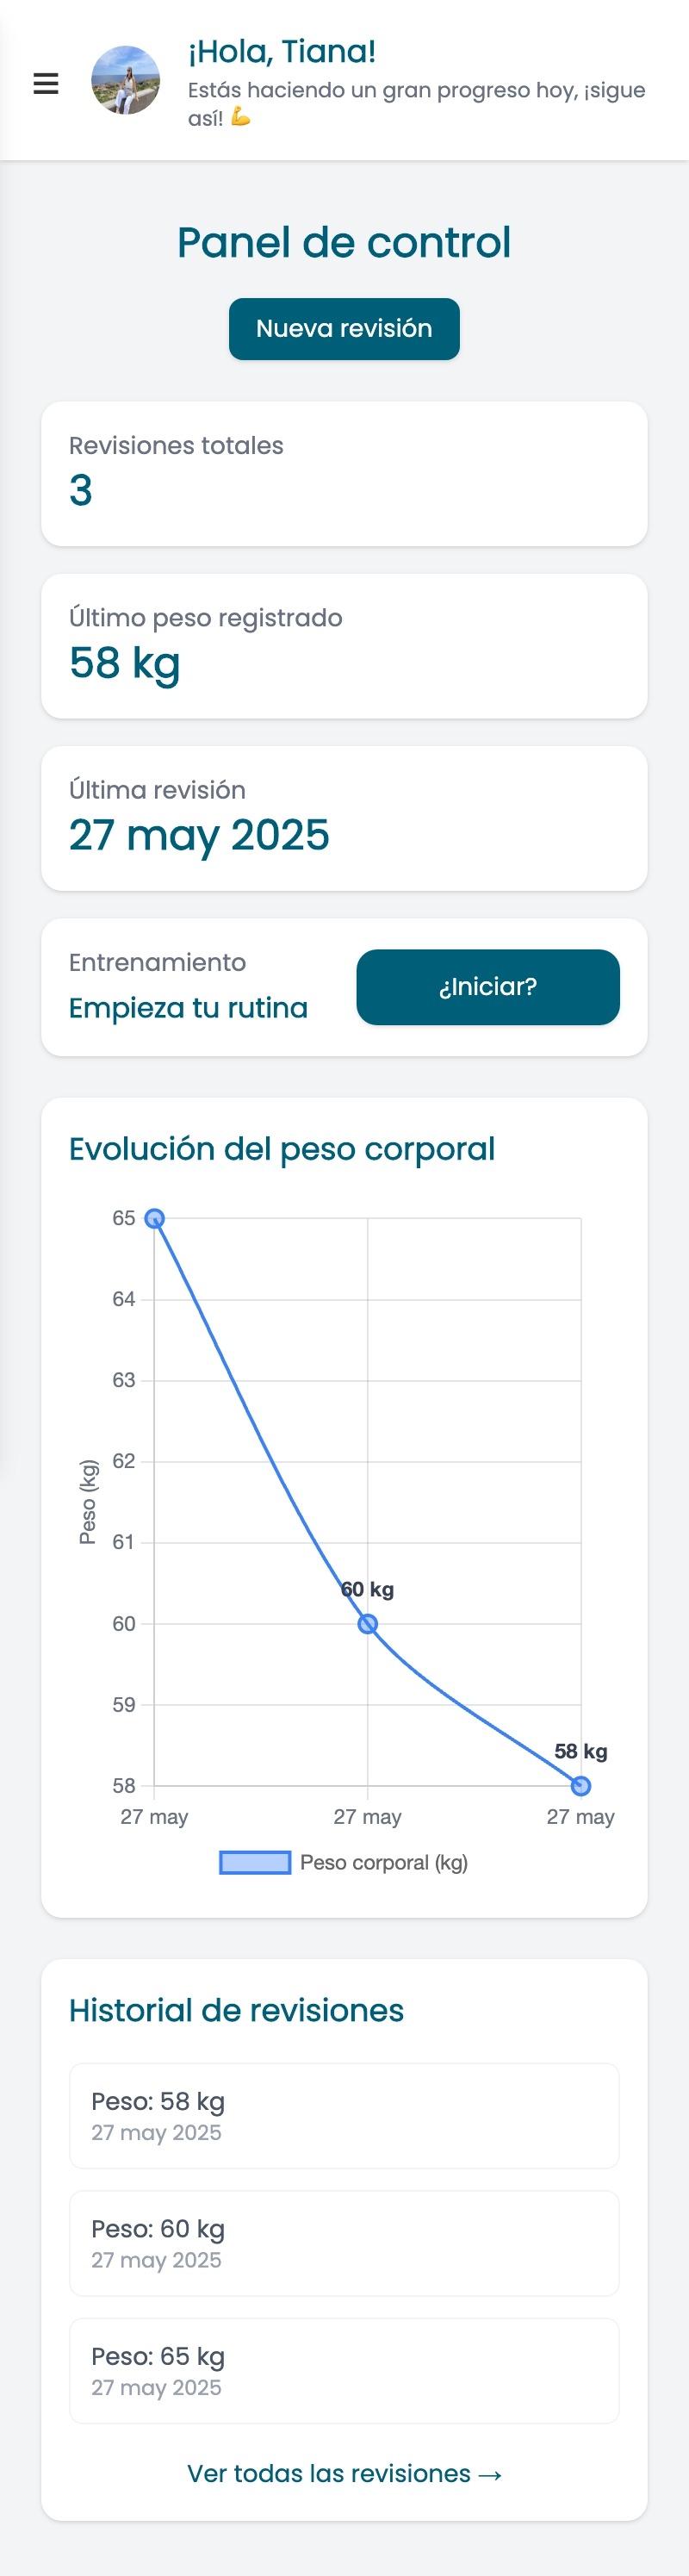 ¡Hola, Tiana!
Estás haciendo un gran progreso hoy, ¡sigue
así! 💪
Panel de control
Nueva revisión
Revisiones totales
3
Último peso registrado
58 kg
Última revisión
27 may 2025
Entrenamiento
Empieza tu rutina
¿Iniciar?
Evolución del peso corporal
Peso (kg)
65
64
63
62
61
60
59
58
60 kg
58 kg
27 may
27 may
27 may
Peso corporal (kg)
Historial de revisiones
Peso: 58 kg
27 may 2025
Peso: 60 kg
27 may 2025
Peso: 65 kg
27 may 2025
Ver todas las revisiones →